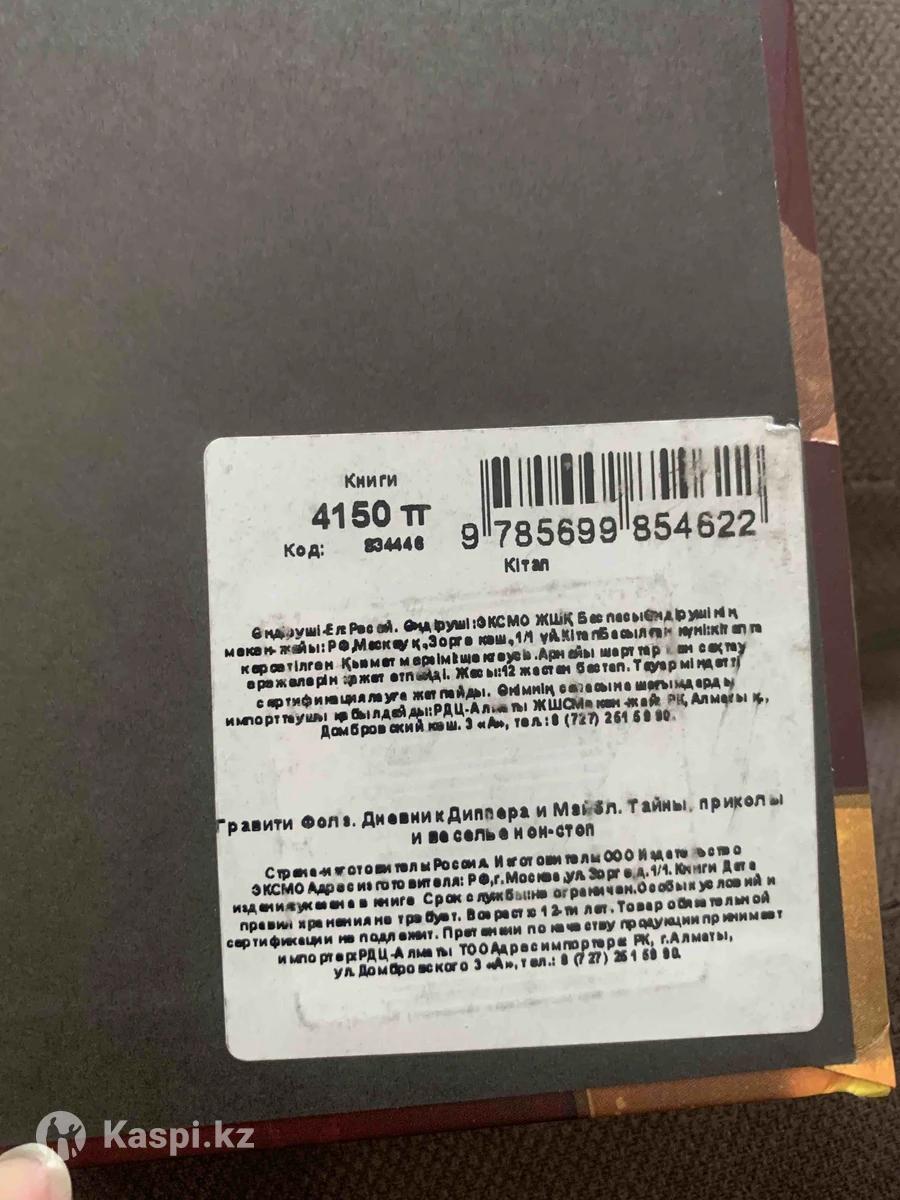 Книги
4150 тг
Код: 934446
9 785699 854622
Кітап
Өндіруші-Ел: Ресей. Өндіруші:ЭКСМО ЖШҚ Баспасы Өндірушінің
мекен-жайы: РФ, Мәскеу қ.,Зорге көш.,1/1 үй.Кітап Басылған күні:кітапта
көрсетілген Қызмет мерзімі:шектеусіз.Арнайы шарттар мен сақтау
ережелерін қажет етпейді. Жасы:12 жастан бастап. Тауар міндетті
сертификациялауға жатпайды. Өнімнің сапасына шағымдарды
импорттаушы қабылдайды:РДЦ-Алматы ЖШС Мекен-жай: РК, Алматы қ.,
Домбровский көш. 3 «А», тел.: 8 (727) 251 59 90.
Гравити Фолз. Дневник Диппера и Мэйбл. Тайны, приколы
и веселье нон-стоп
Страна-изготовитель: Россия. Изготовитель: ООО Издательство
ЭКСМО Адрес изготовителя: РФ,г.Москва,ул.Зорге д.1/1. Книги Дата
издания:указана в книге Срок службы:не ограничен.Особых условий и
правил хранения не требует. Возраст:с 12-ти лет. Товар обязательной
сертификации не подлежит. Претензии по качеству продукции принимает
импортер:РДЦ-Алматы ТОО Адрес импортера: РК, г.Алматы,
ул.Домбровского 3 «А», тел.: 8 (727) 251 59 90.
Kaspi.kz